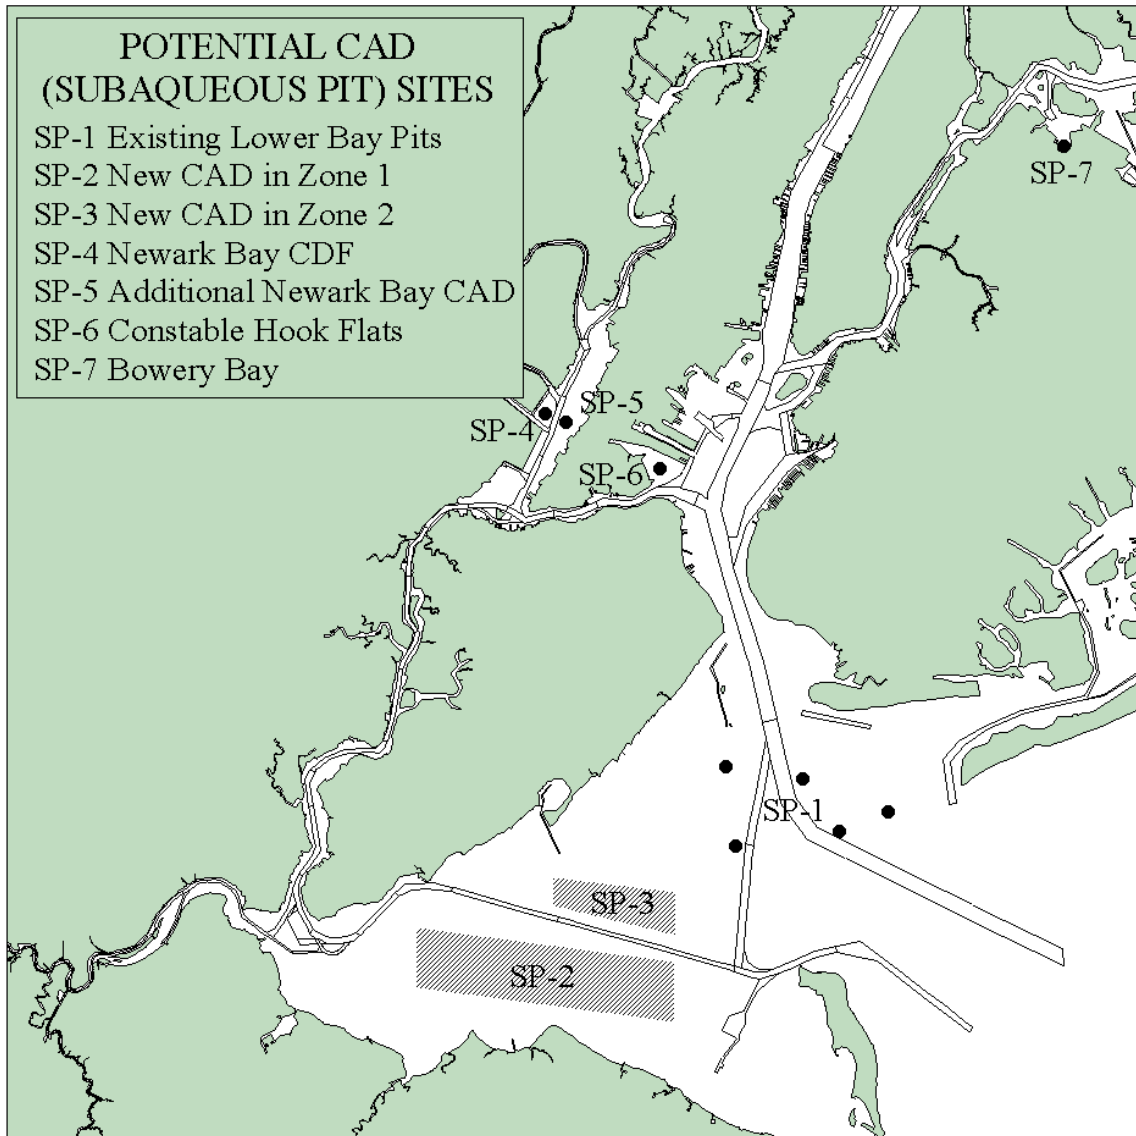 POTENTIAL CAD
(SUBAQUEOUS PIT) SITES
SP-1 Existing Lower Bay Pits
SP-2 New CAD in Zone 1
SP-3 New CAD in Zone 2
SP-4 Newark Bay CDF
SP-5 Additional Newark Bay CAD
SP-6 Constable Hook Flats
SP-7 Bowery Bay
SP-7
SP-5
SP-4
SP-6
SP-1
SP-3
SP-2